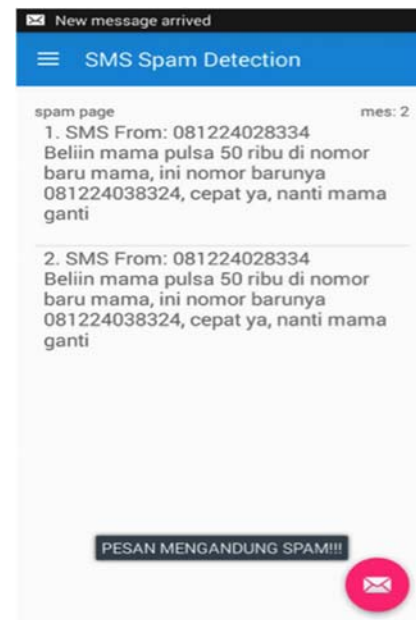 New message arrived
SMS Spam Detection
spam page mes: 2
1. SMS From: 081224028334
Beliin mama pulsa 50 ribu di nomor
baru mama, ini nomor barunya
081224038324, cepat ya, nanti mama
ganti
2. SMS From: 081224028334
Beliin mama pulsa 50 ribu di nomor
baru mama, ini nomor barunya
081224038324, cepat ya, nanti mama
ganti
PESAN MENGANDUNG SPAM!!!